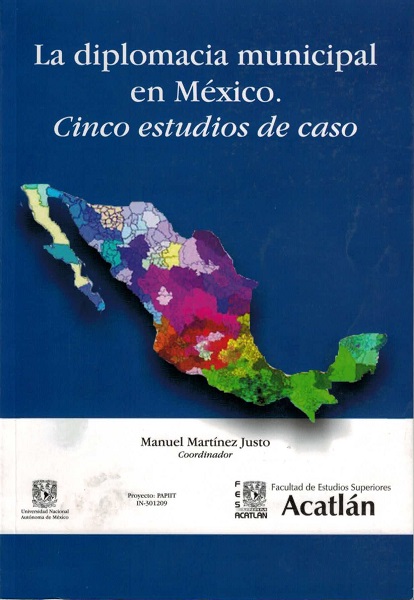 La diplomacia municipal
en México.
Cinco estudios de caso
Manuel Martínez Justo
Coordinador
Universidad Nacional
Autónoma de México
Proyecto: PAPIIT
IN-301209
F
E
S
ACATLÁN
Facultad de Estudios Superiores
Acatlán